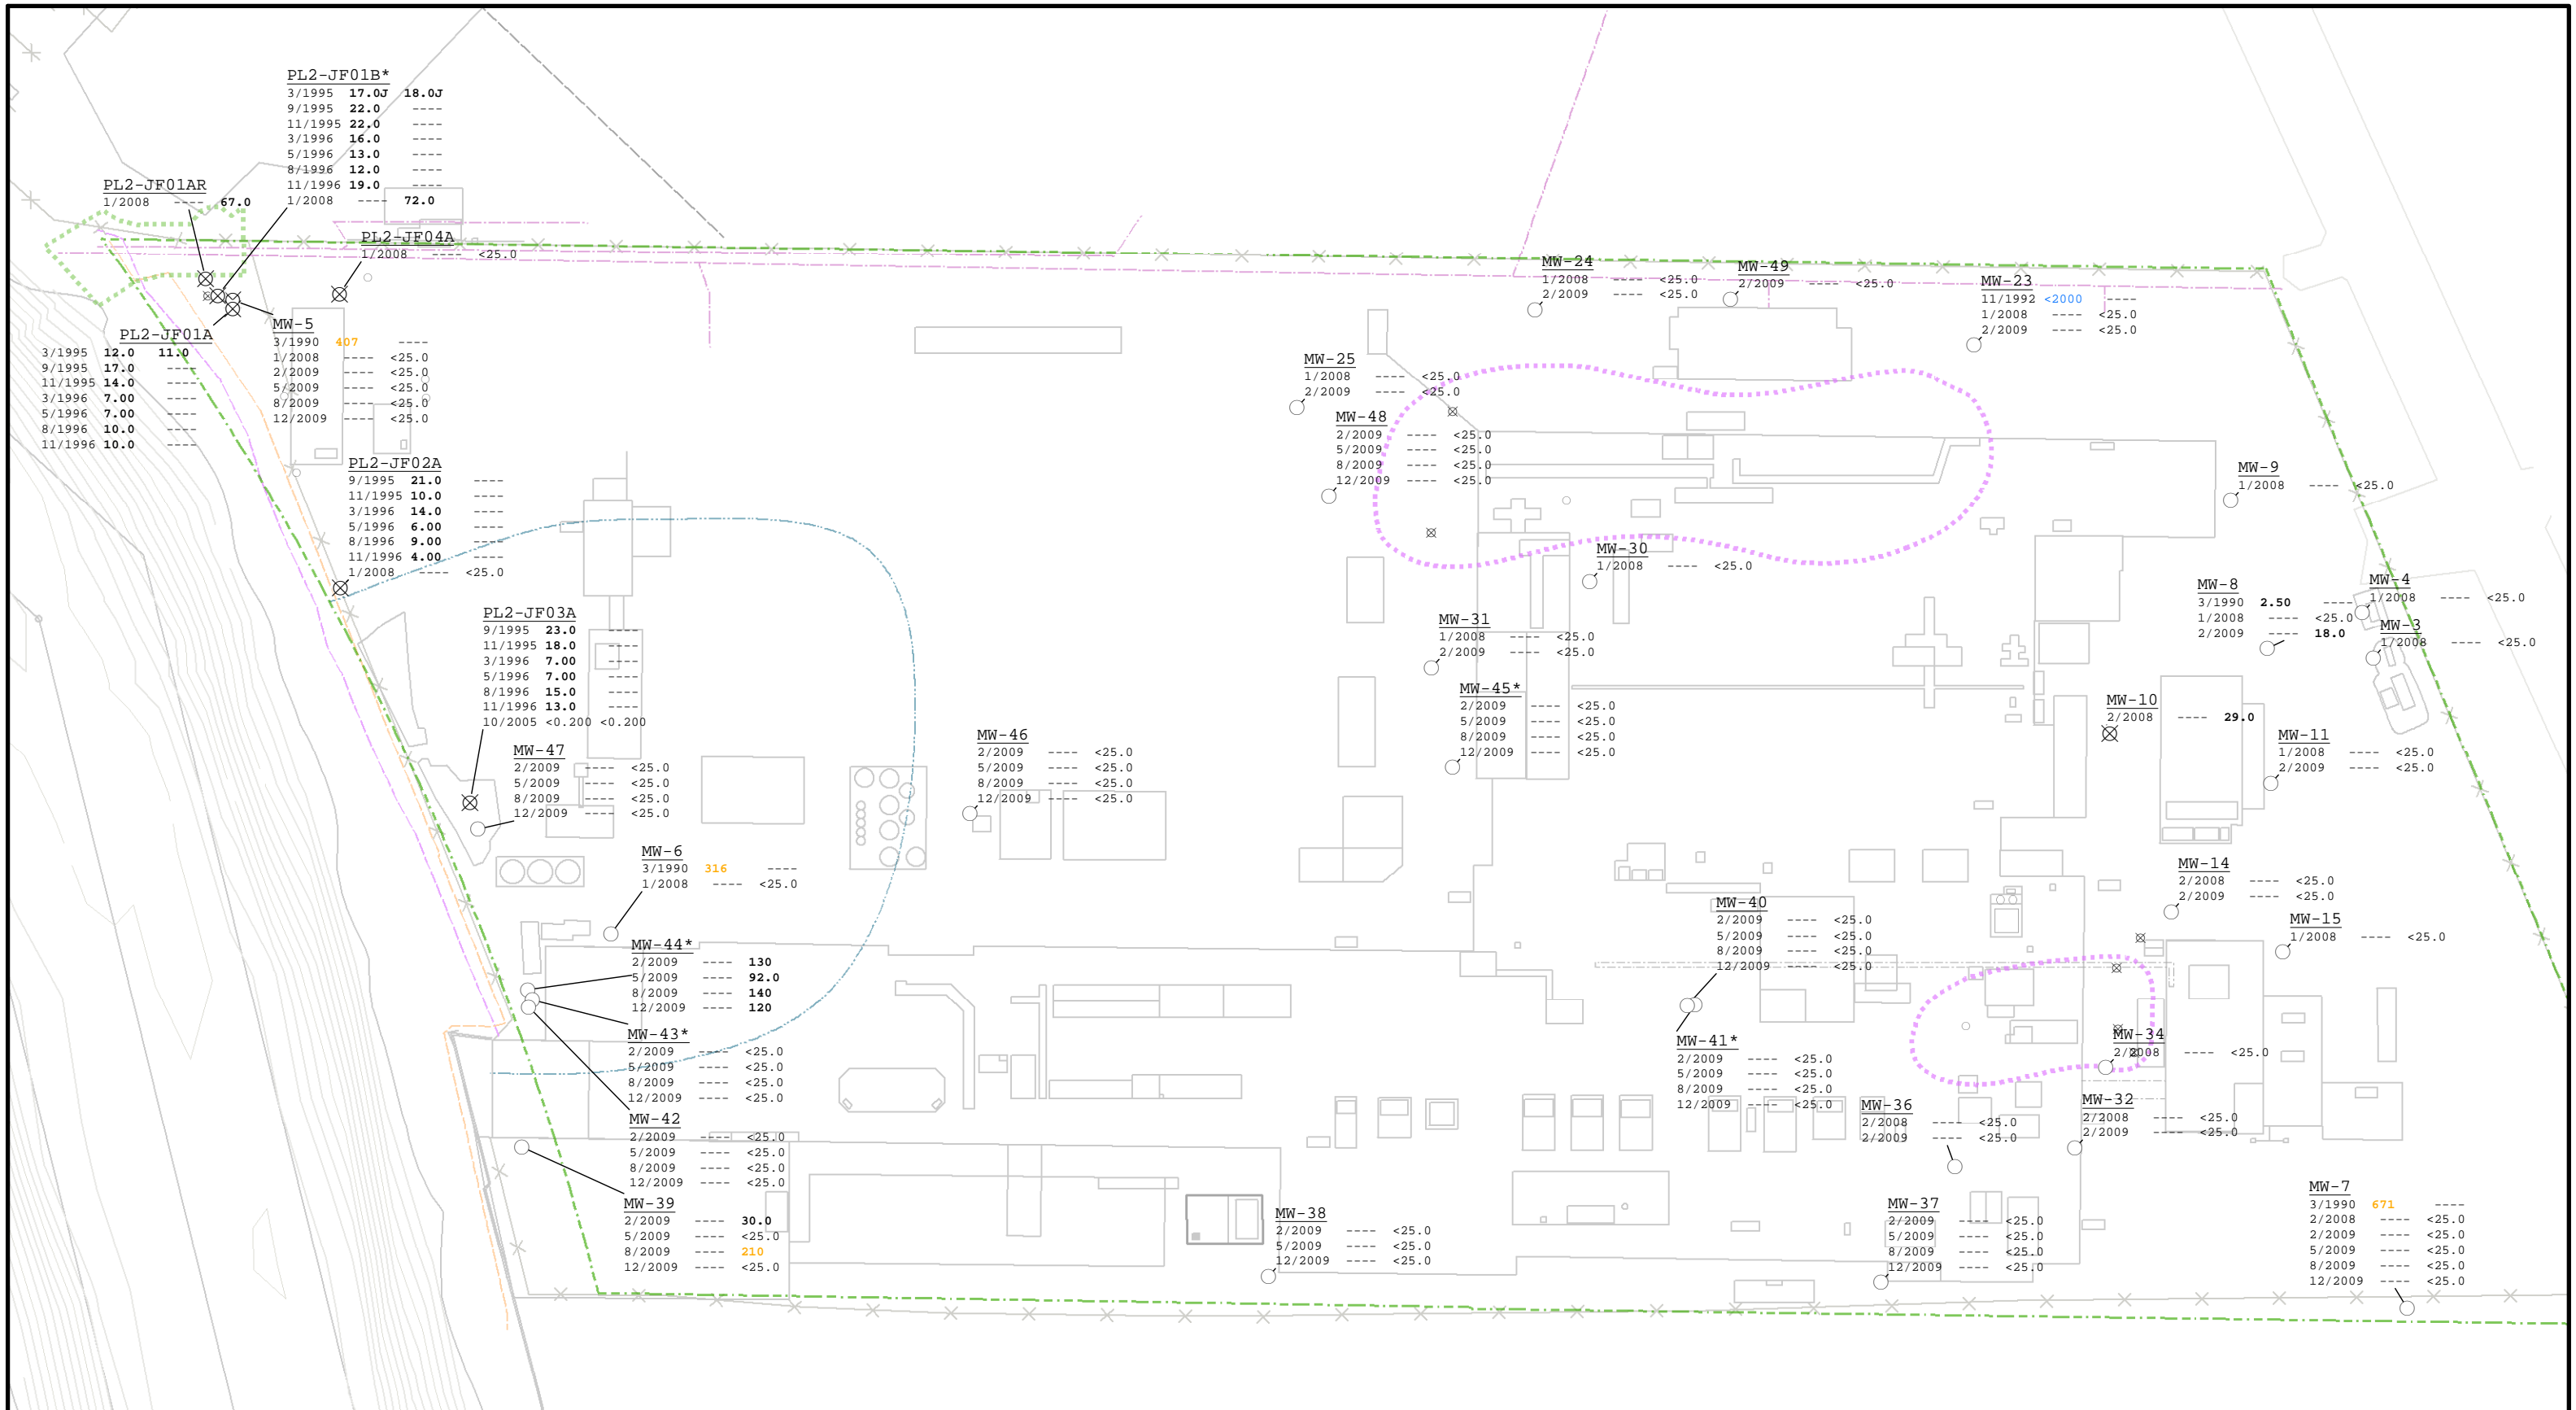 PL2-JF01B*
3/1995 17.0J 18.0J
9/1995 22.0 ----
11/1995 22.0 ----
3/1996 16.0 ----
5/1996 13.0 ----
8/1996 12.0 ----
11/1996 19.0 ----
1/2008 ---- 72.0
PL2-JF01AR
1/2008 ---- 67.0
PL2-JF04A
1/2008 ---- <25.0
PL2-JF01A
3/1995 12.0 11.0
9/1995 17.0 ----
11/1995 14.0 ----
3/1996 7.00 ----
5/1996 7.00 ----
8/1996 10.0 ----
11/1996 10.0 ----
MW-5
3/1990 407 ----
1/2008 ---- <25.0
2/2009 ---- <25.0
5/2009 ---- <25.0
8/2009 ---- <25.0
12/2009 ---- <25.0
MW-24
1/2008 ---- <25.0
2/2009 ---- <25.0
MW-49
2/2009 ---- <25.0
MW-23
11/1992 <2000 ----
1/2008 ---- <25.0
2/2009 ---- <25.0
MW-25
1/2008 ---- <25.0
2/2009 ---- <25.0
MW-48
2/2009 ---- <25.0
5/2009 ---- <25.0
8/2009 ---- <25.0
12/2009 ---- <25.0
PL2-JF02A
9/1995 21.0 ----
11/1995 10.0 ----
3/1996 14.0 ----
5/1996 6.00 ----
8/1996 9.00 ----
11/1996 4.00 ----
1/2008 ---- <25.0
MW-9
1/2008 ---- <25.0
MW-30
1/2008 ---- <25.0
MW-8
3/1990 2.50 ----
1/2008 ---- <25.0
2/2009 ---- 18.0
MW-4
1/2008 ---- <25.0
MW-3
1/2008 ---- <25.0
PL2-JF03A
9/1995 23.0 ----
11/1995 18.0 ----
3/1996 7.00 ----
5/1996 7.00 ----
8/1996 15.0 ----
11/1996 13.0 ----
10/2005 <0.200 <0.200
MW-31
1/2008 ---- <25.0
2/2009 ---- <25.0
MW-45*
2/2009 ---- <25.0
5/2009 ---- <25.0
8/2009 ---- <25.0
12/2009 ---- <25.0
MW-10
2/2008 ---- 29.0
MW-11
1/2008 ---- <25.0
2/2009 ---- <25.0
MW-47
2/2009 ---- <25.0
5/2009 ---- <25.0
8/2009 ---- <25.0
12/2009 ---- <25.0
MW-46
2/2009 ---- <25.0
5/2009 ---- <25.0
8/2009 ---- <25.0
12/2009 ---- <25.0
MW-6
3/1990 316 ----
1/2008 ---- <25.0
MW-14
2/2008 ---- <25.0
2/2009 ---- <25.0
MW-15
1/2008 ---- <25.0
MW-40
2/2009 ---- <25.0
5/2009 ---- <25.0
8/2009 ---- <25.0
12/2009 ---- <25.0
MW-44*
2/2009 ---- 130
5/2009 ---- 92.0
8/2009 ---- 140
12/2009 ---- 120
MW-43*
2/2009 ---- <25.0
5/2009 ---- <25.0
8/2009 ---- <25.0
12/2009 ---- <25.0
MW-41*
2/2009 ---- <25.0
5/2009 ---- <25.0
8/2009 ---- <25.0
12/2009 ---- <25.0
MW-34
2/2008 ---- <25.0
MW-42
2/2009 ---- <25.0
5/2009 ---- <25.0
8/2009 ---- <25.0
12/2009 ---- <25.0
MW-36
2/2008 ---- <25.0
2/2009 ---- <25.0
MW-32
2/2008 ---- <25.0
2/2009 ---- <25.0
MW-39
2/2009 ---- 30.0
5/2009 ---- <25.0
8/2009 ---- 210
12/2009 ---- <25.0
MW-38
2/2009 ---- <25.0
5/2009 ---- <25.0
12/2009 ---- <25.0
MW-37
2/2009 ---- <25.0
5/2009 ---- <25.0
8/2009 ---- <25.0
12/2009 ---- <25.0
MW-7
3/1990 671 ----
2/2008 ---- <25.0
2/2009 ---- <25.0
5/2009 ---- <25.0
8/2009 ---- <25.0
12/2009 ---- <25.0